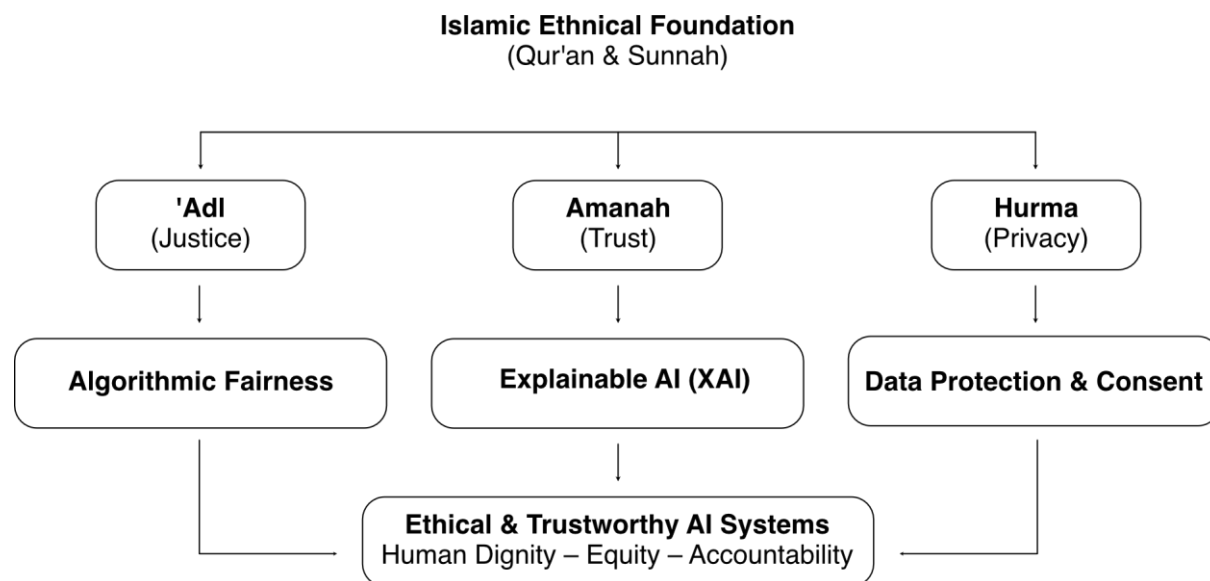 Islamic Ethnical Foundation
(Qur'an & Sunnah)
'Adl
(Justice)
Amanah
(Trust)
Hurma
(Privacy)
Algorithmic Fairness
Explainable AI (XAI)
Data Protection & Consent
Ethical & Trustworthy AI Systems
Human Dignity – Equity – Accountability